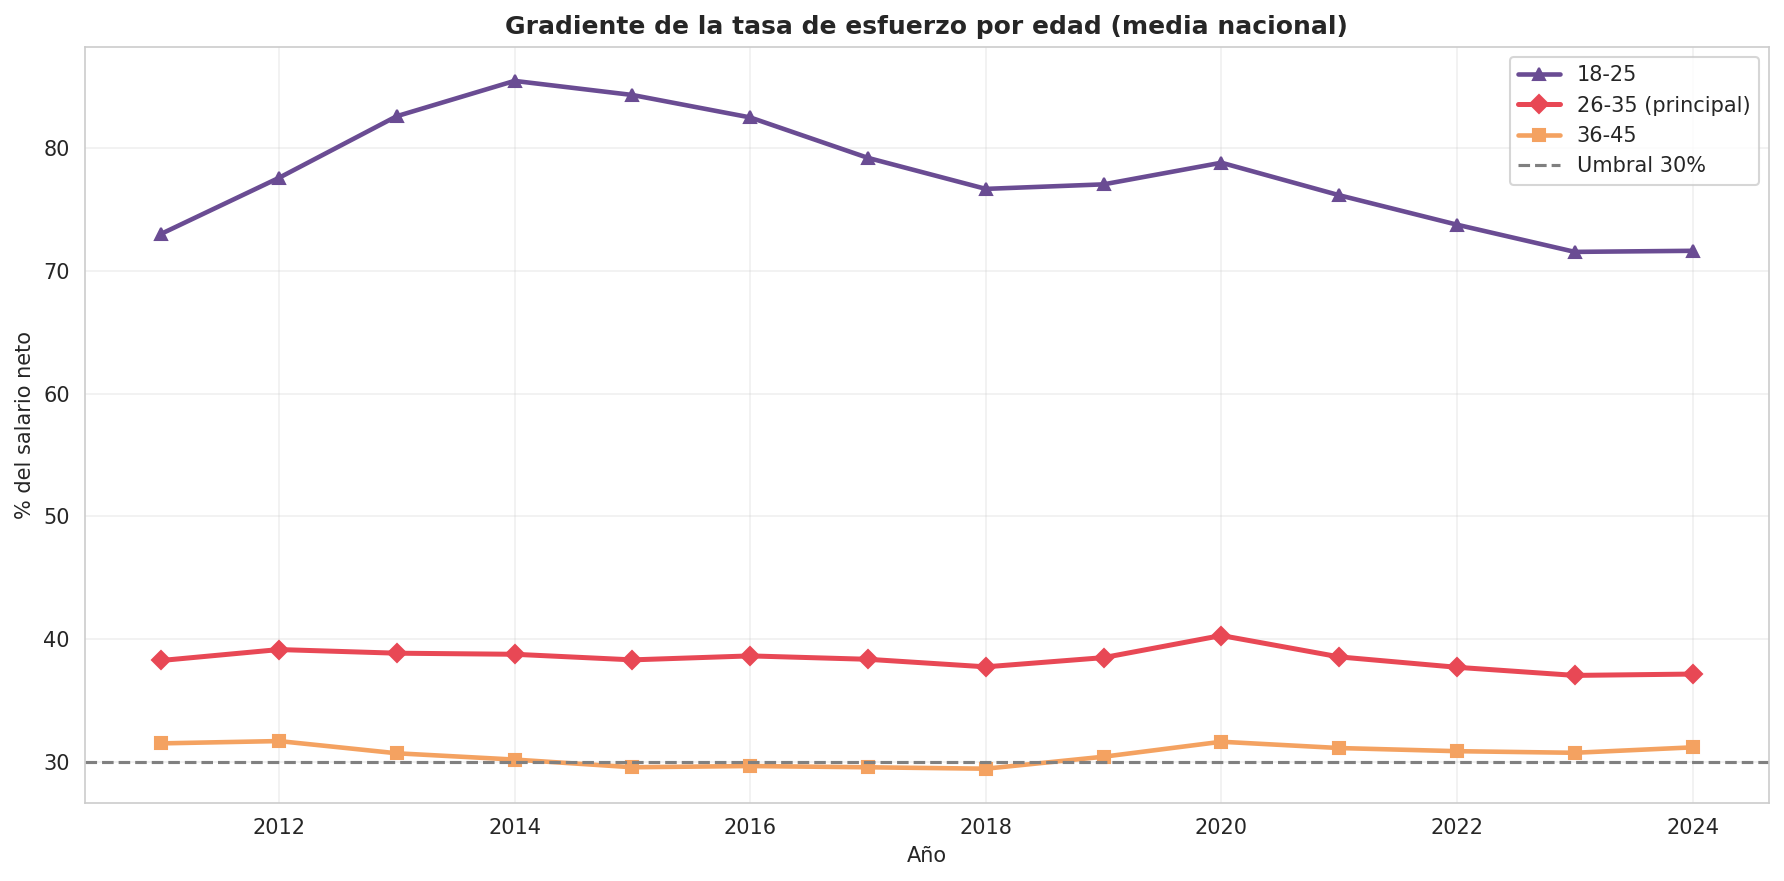 Gradiente de la tasa de esfuerzo por edad (media nacional)
18-25
26-35 (principal)
36-45
Umbral 30%
% del salario neto
80
70
60
50
40
30
2012 2014 2016 2018 2020 2022 2024
Año